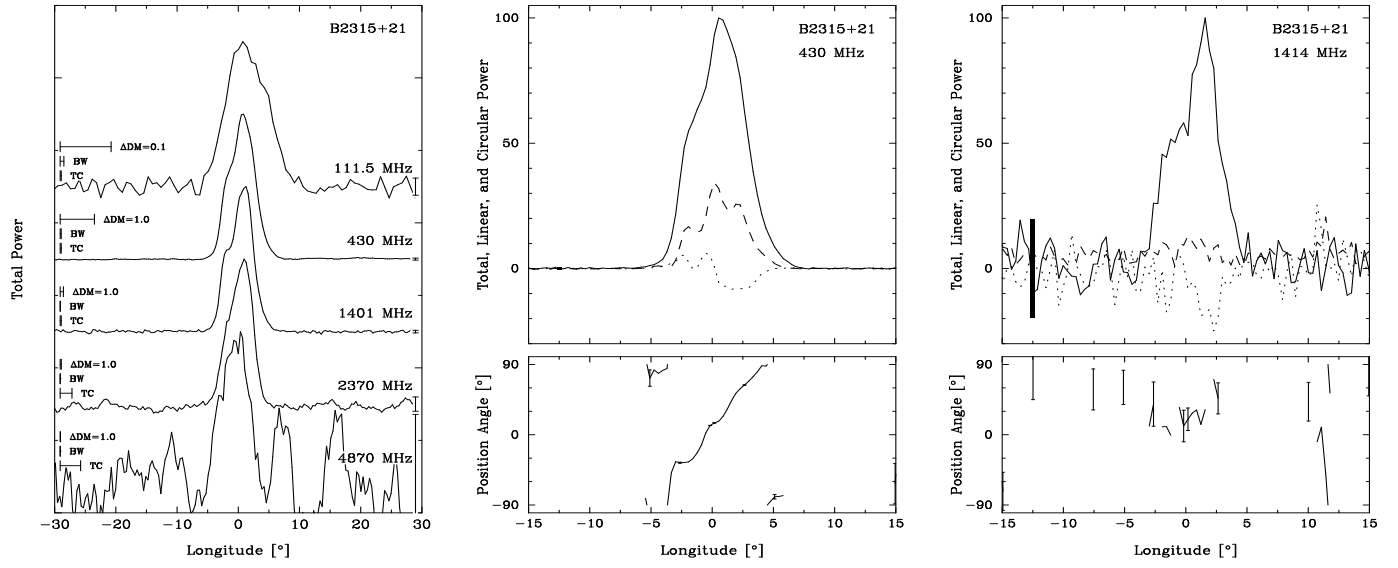 B2315+21
ΔDM=0.1
BW
TC
111.5 MHz
ΔDM=1.0
BW
TC
430 MHz
ΔDM=1.0
BW
TC
1401 MHz
ΔDM=1.0
BW
TC
2370 MHz
ΔDM=1.0
BW
TC
4870 MHz
Total Power
−30 −20 −10 0 10 20 30
Longitude [°]
B2315+21
430 MHz
100
50
0
Total, Linear, and Circular Power
90
0
−90
Position Angle [°]
−15 −10 −5 0 5 10 15
Longitude [°]
B2315+21
1414 MHz
100
50
0
Total, Linear, and Circular Power
90
0
−90
Position Angle [°]
−15 −10 −5 0 5 10 15
Longitude [°]